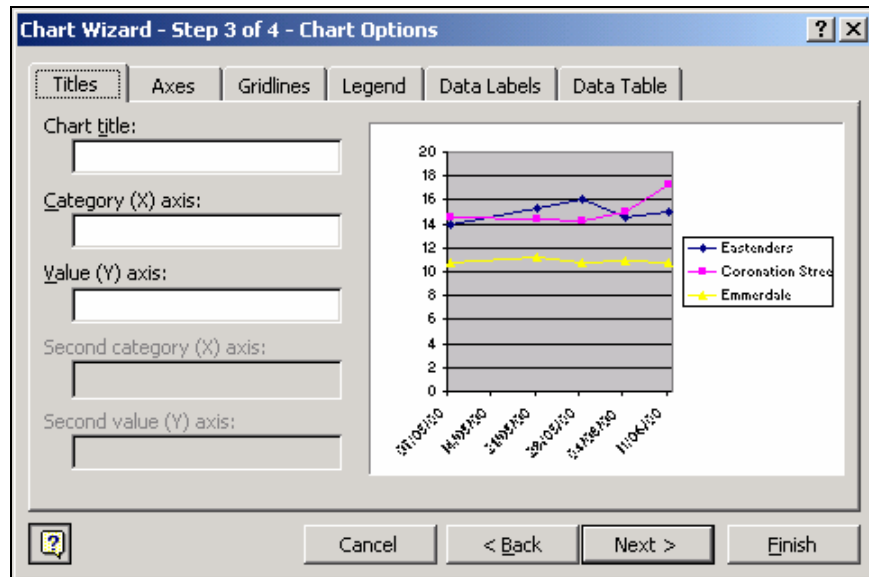 Chart Wizard - Step 3 of 4 - Chart Options
Titles Axes Gridlines Legend Data Labels Data Table
Chart title:
Category (X) axis:
Value (Y) axis:
Second category (X) axis:
Second value (Y) axis:
20
18
16
14
12
10
8
6
4
2
0
Eastenders
Coronation Stree
Emmerdale
Cancel < Back Next > Finish